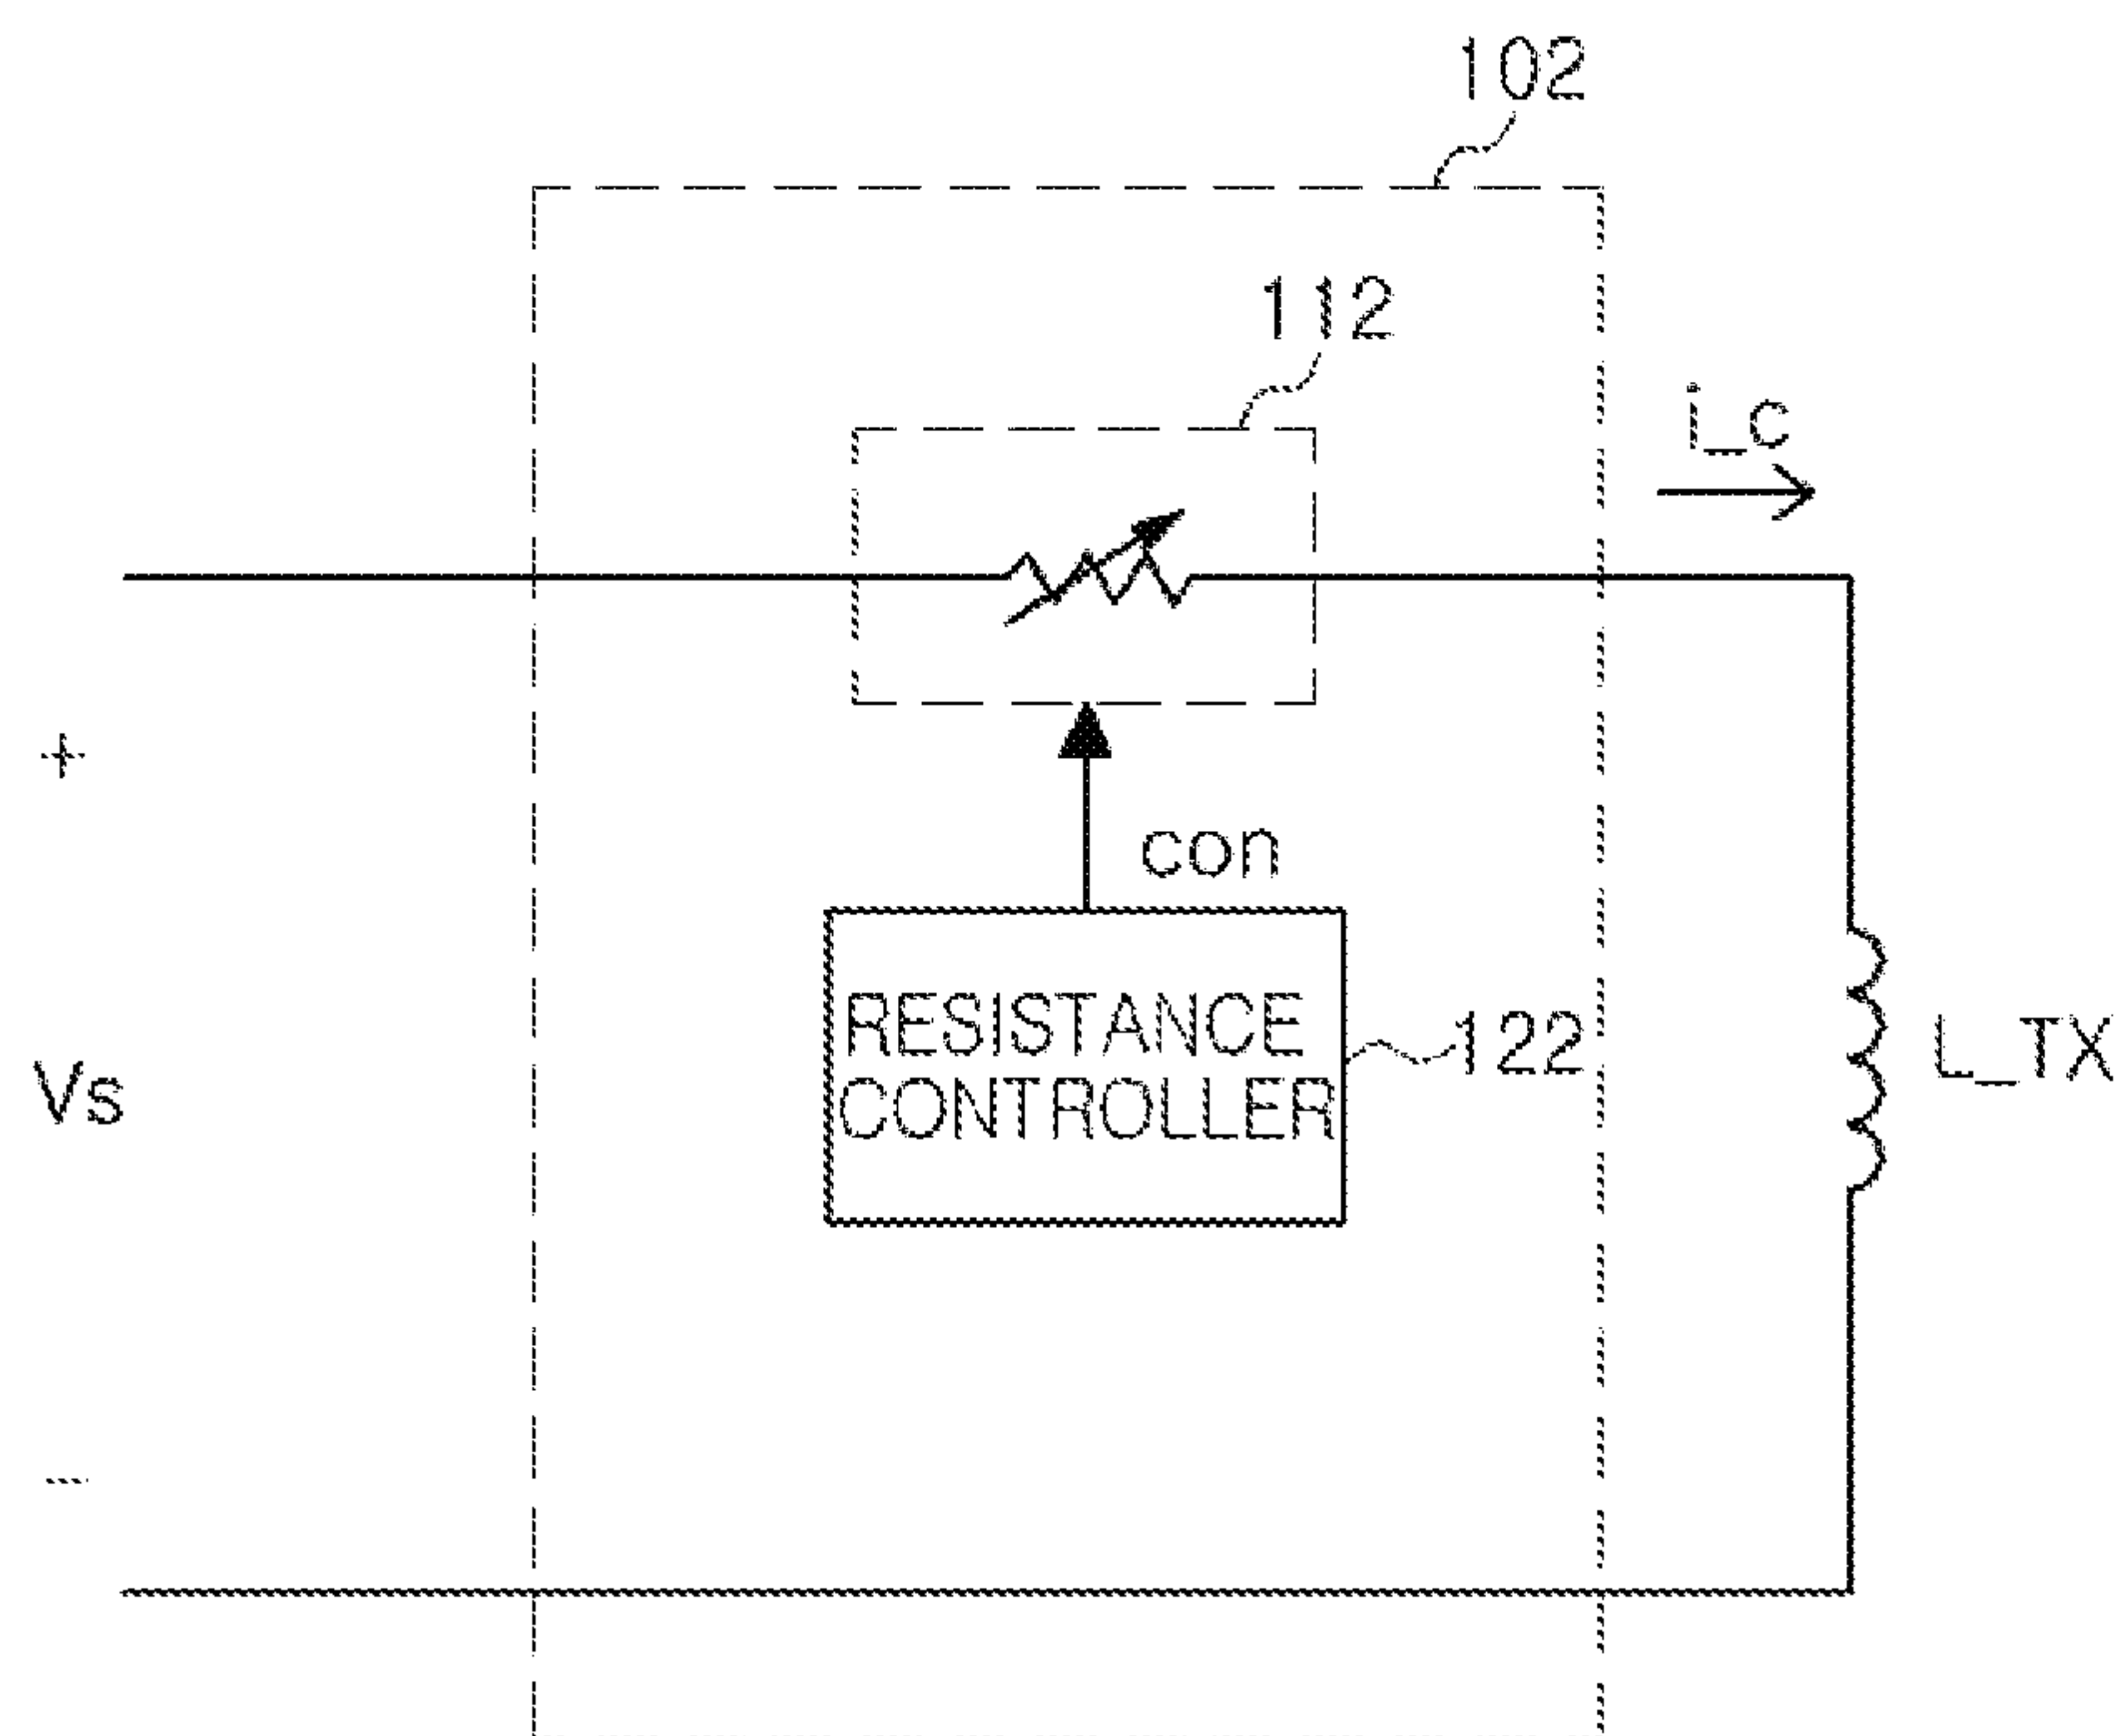 102
112
i_c
+
con
RESISTANCE
CONTROLLER
122
L_TX
Vs
−